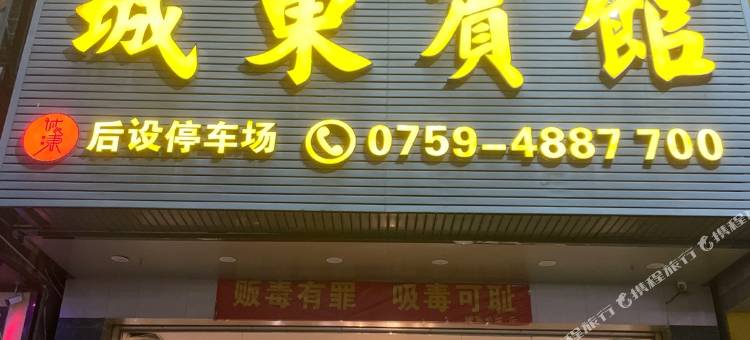 城東賓館
后设停车场 0759-4887 700
贩毒有罪 吸毒可耻
携程旅行 携程旅行